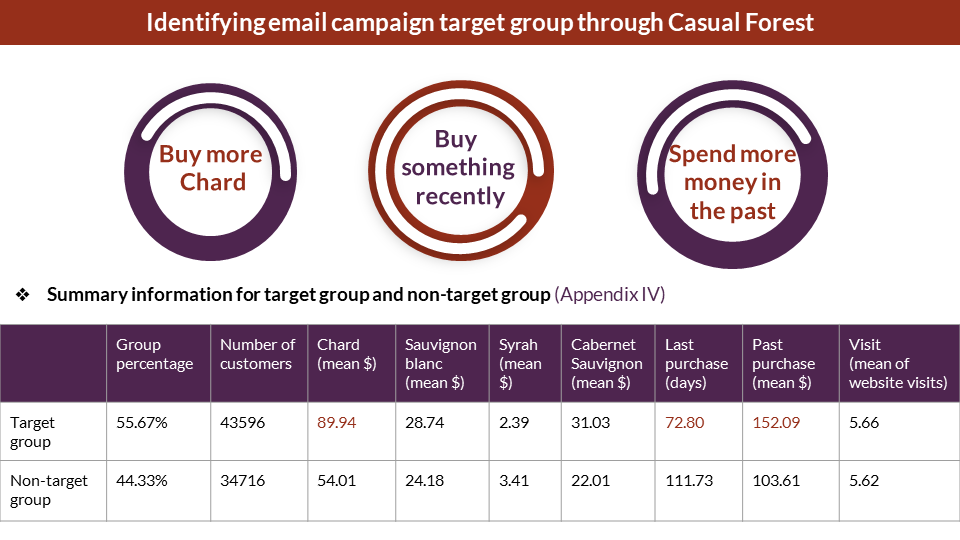 Identifying email campaign target group through Casual Forest
Buy more
Chard
Buy
something
recently
Spend more
money in
the past
❖ Summary information for target group and non-target group (Appendix IV)
Group percentage | Number of customers | Chard (mean $) | Sauvignon blanc (mean $) | Syrah (mean $) | Cabernet Sauvignon (mean $) | Last purchase (days) | Past purchase (mean $) | Visit (mean of website visits)
Target group | 55.67% | 43596 | 89.94 | 28.74 | 2.39 | 31.03 | 72.80 | 152.09 | 5.66
Non-target group | 44.33% | 34716 | 54.01 | 24.18 | 3.41 | 22.01 | 111.73 | 103.61 | 5.62